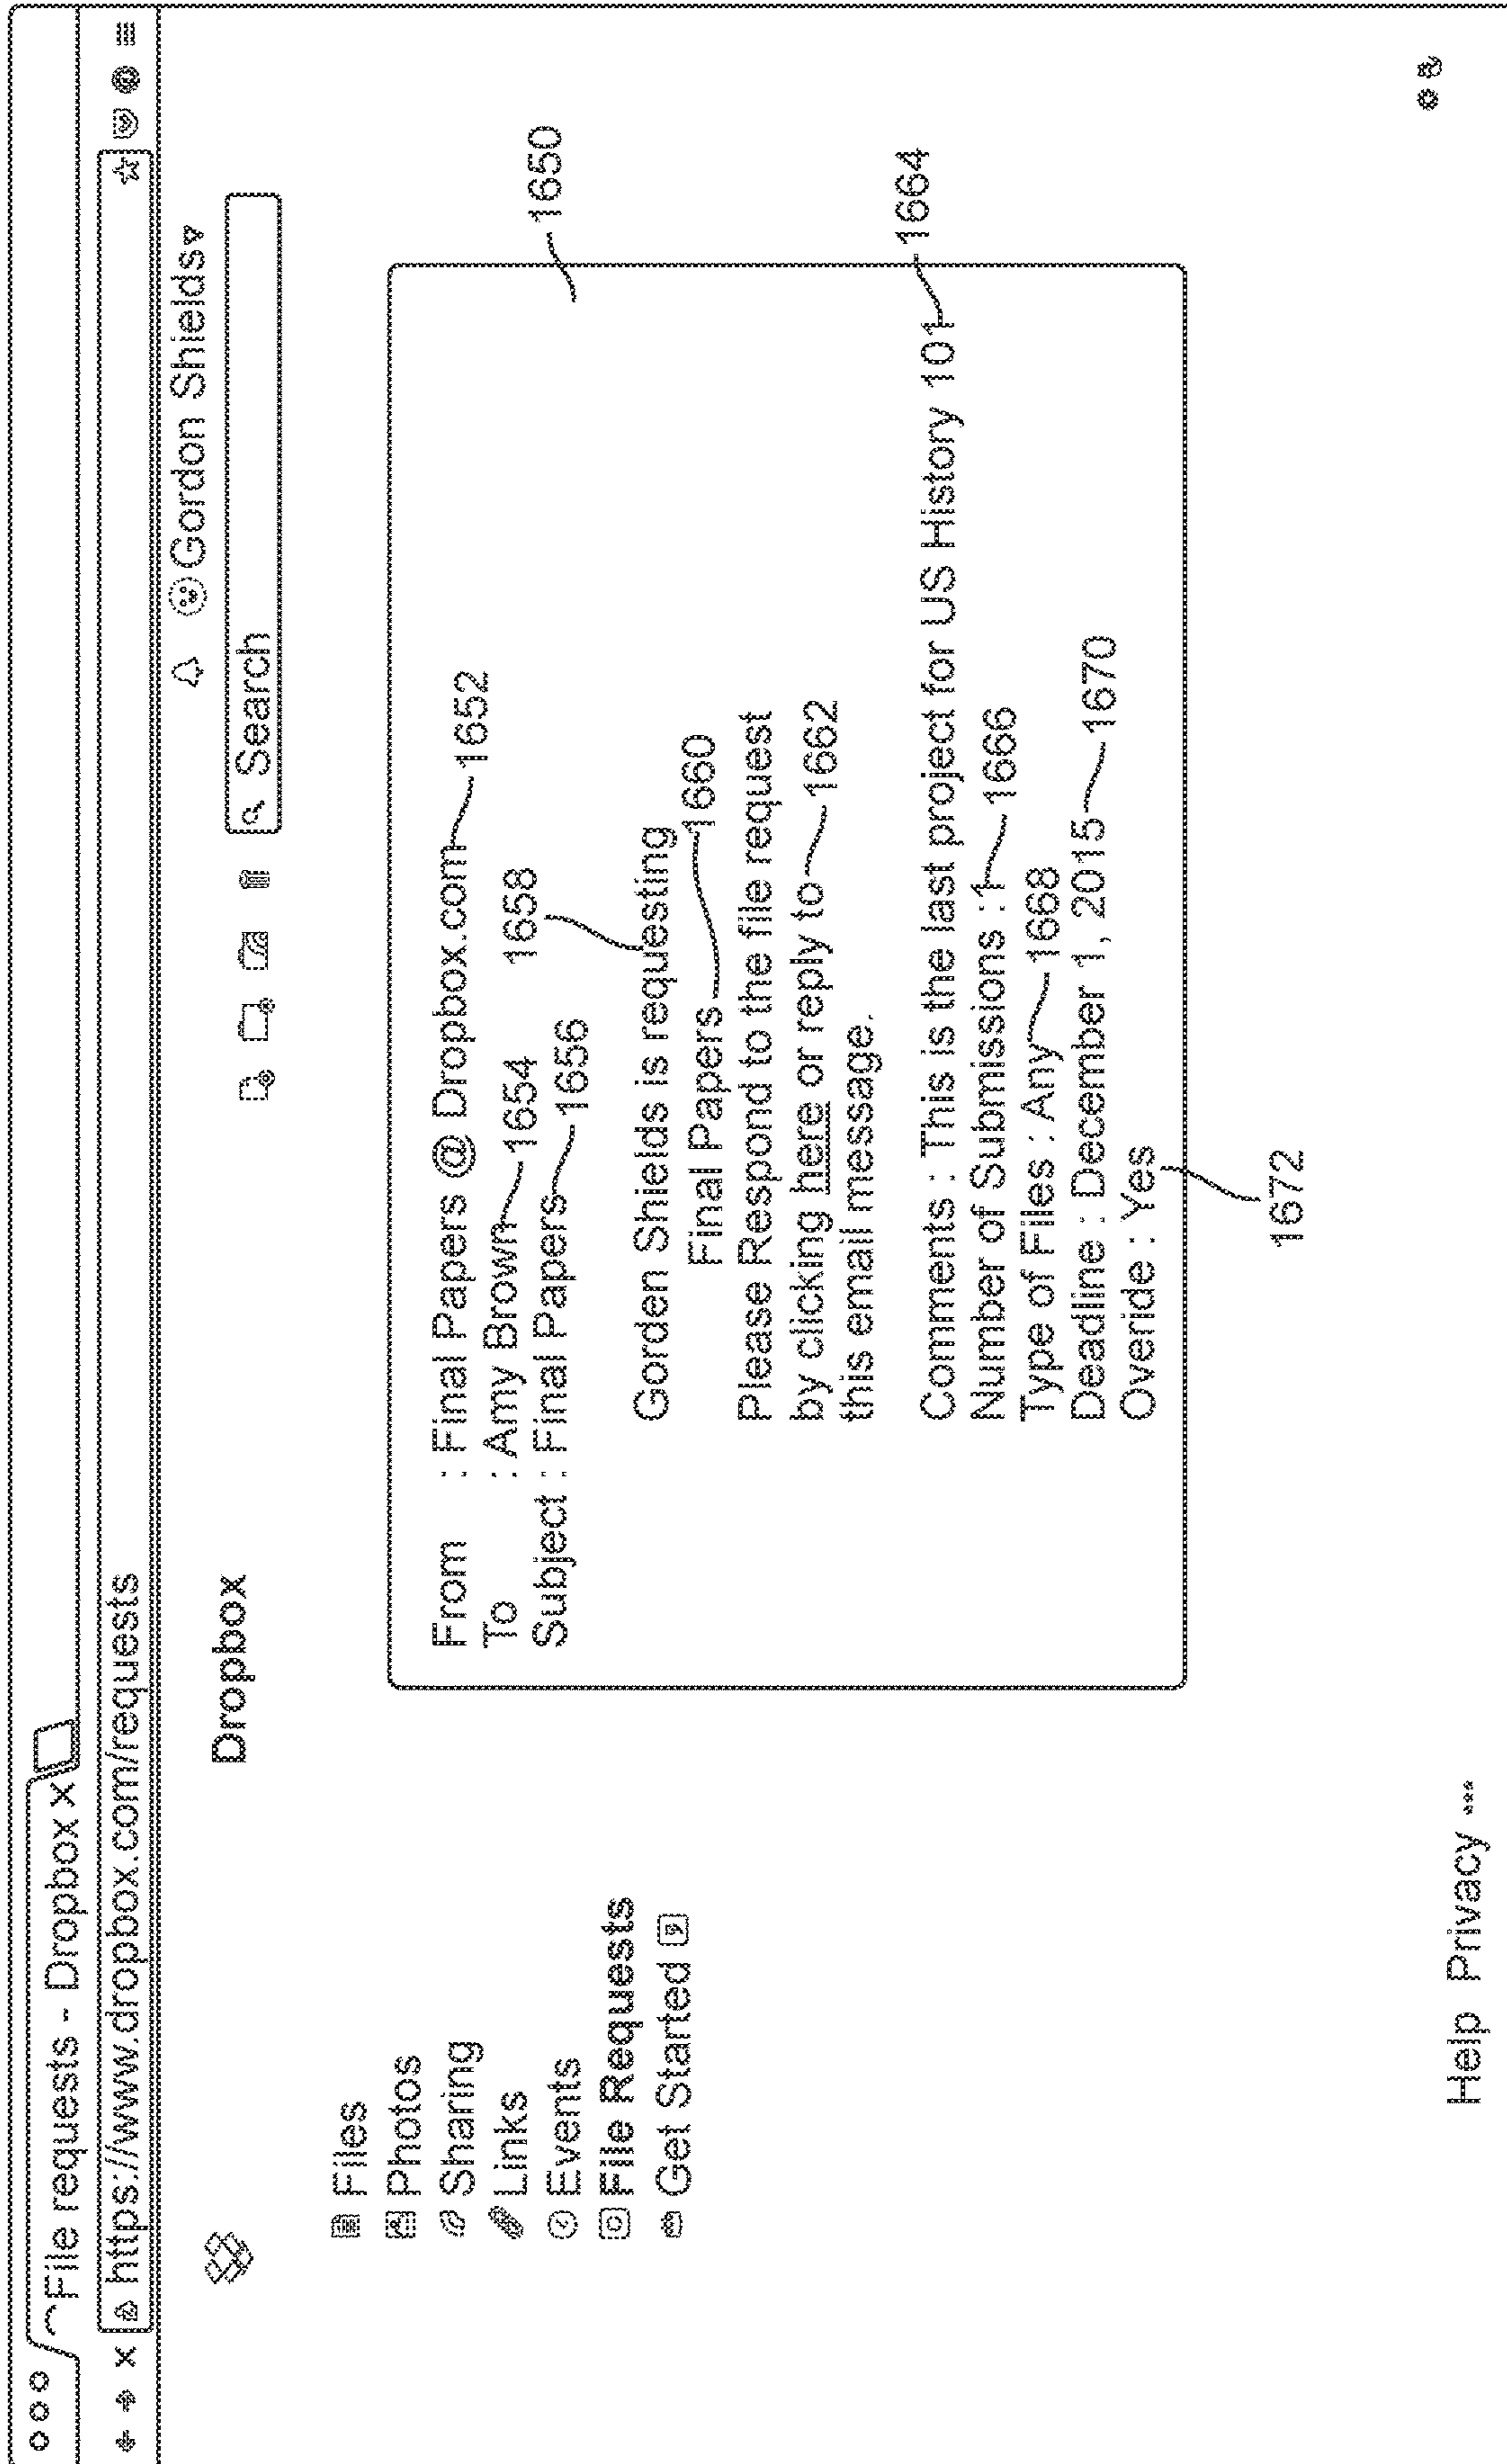 File requests - Dropbox X
https://www.dropbox.com/requests
Gordon Shields
Dropbox
Search
Files
Photos
Sharing
Links
Events
File Requests
Get Started
1650
From : Final Papers @ Dropbox.com 1652
To : Amy Brown 1654
Subject : Final Papers 1656
1658
Gorden Shields is requesting
Final Papers 1660
Please Respond to the file request
by clicking here or reply to 1662
this email message.
Comments : This is the last project for US History 101 1664
Number of Submissions : 1 1666
Type of Files : Any 1668
Deadline : December 1, 2015 1670
Overide : Yes
1672
Help Privacy ...